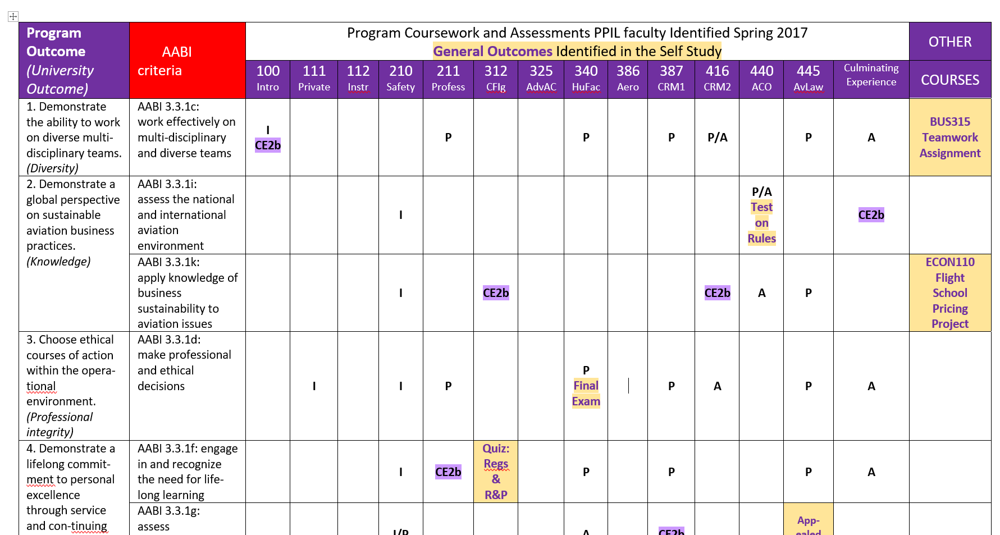 Program
Outcome
(University
Outcome)
AABI
criteria
Program Coursework and Assessments PPIL faculty Identified Spring 2017
General Outcomes Identified in the Self Study
OTHER
COURSES
100
Intro
111
Private
112
Instr
210
Safety
211
Profess
312
CFIg
325
AdvAC
340
HuFac
386
Aero
387
CRM1
416
CRM2
440
ACO
445
AvLaw
Culminating
Experience
1. Demonstrate
the ability to work
on diverse multi-
disciplinary teams.
(Diversity)
AABI 3.3.1c:
work effectively on
multi-disciplinary
and diverse teams
I
CE2b
P
P
P
P/A
P
A
BUS315
Teamwork
Assignment
2. Demonstrate a
global perspective
on sustainable
aviation business
practices.
(Knowledge)
AABI 3.3.1i:
assess the national
and international
aviation
environment
I
P/A
Test
on
Rules
CE2b
AABI 3.3.1k:
apply knowledge of
business
sustainability to
aviation issues
I
CE2b
CE2b
A
P
ECON110
Flight
School
Pricing
Project
3. Choose ethical
courses of action
within the opera-
tional
environment.
(Professional
integrity)
AABI 3.3.1d:
make professional
and ethical
decisions
I
I
P
P
Final
Exam
P
A
P
A
4. Demonstrate a
lifelong commit-
ment to personal
excellence
through service
and con-tinuing
AABI 3.3.1f: engage
in and recognize
the need for life-
long learning
I
CE2b
Quiz:
Regs
&
R&P
P
P
P
A
AABI 3.3.1g:
assess
I/P
A
CE2b
App-
ealed